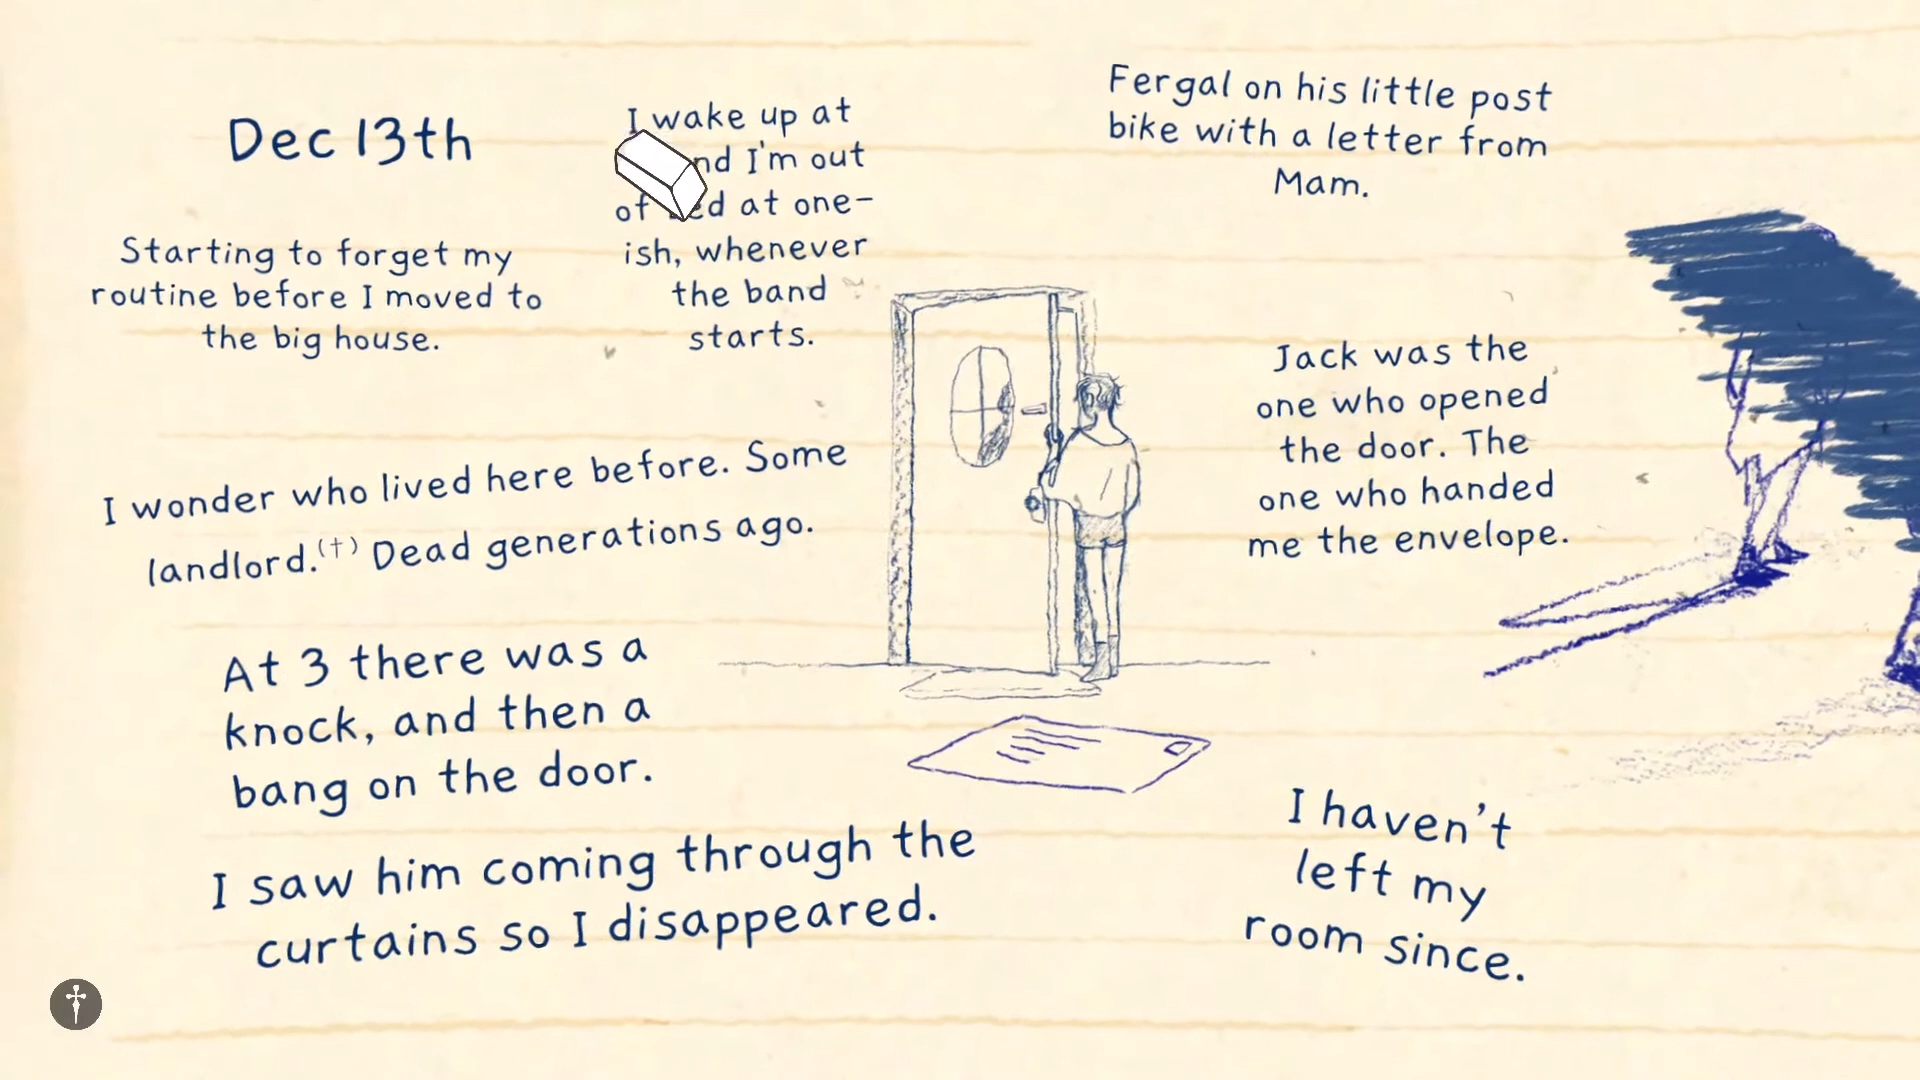 Dec 13th
Starting to forget my
routine before I moved to
the big house.
I wake up at
I'm out
of at one-
ish, whenever
the band
starts.
I wonder who lived here before. Some
landlord.(†) Dead generations ago.
At 3 there was a
knock, and then a
bang on the door.
I saw him coming through the
curtains so I disappeared.
Fergal on his little post
bike with a letter from
Mam.
Jack was the
one who opened
the door. The
one who handed
me the envelope.
I haven't
left my
room since.